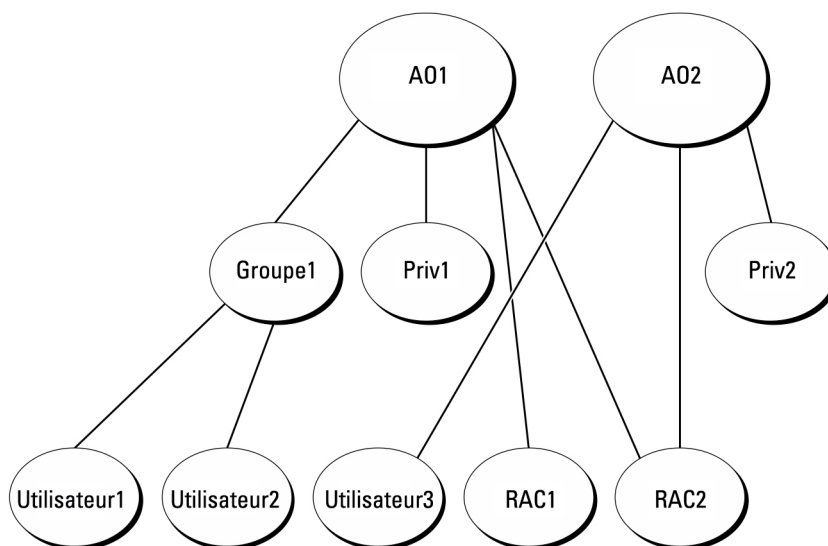 AO1
AO2
Groupe1
Priv1
Priv2
Utilisateur1
Utilisateur2
Utilisateur3
RAC1
RAC2